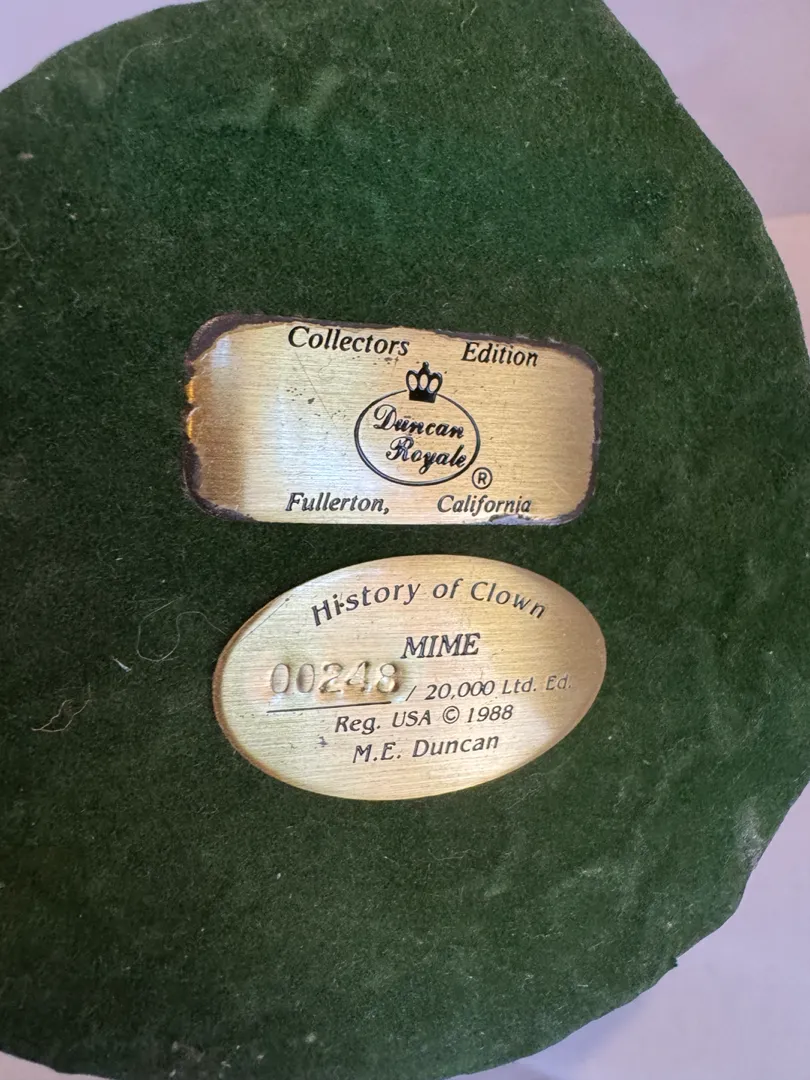 Collectors Edition
Duncan
Royale ®
Fullerton, California
History of Clown
MIME
00248 / 20,000 Ltd. Ed.
Reg. USA © 1988
M.E. Duncan